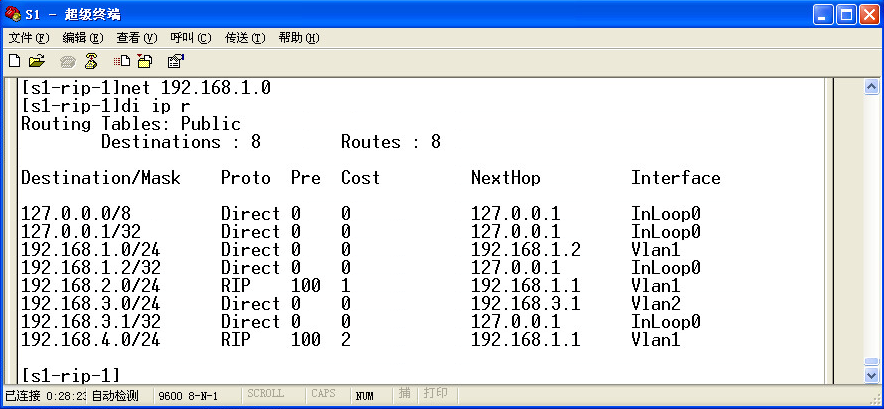 S1 - 超级终端
文件(F) 编辑(E) 查看(V) 呼叫(C) 传送(T) 帮助(H)
[s1-rip-1]net 192.168.1.0
[s1-rip-1]di ip r
Routing Tables: Public
Destinations : 8 Routes : 8
Destination/Mask Proto Pre Cost NextHop Interface
127.0.0.0/8 Direct 0 0 127.0.0.1 InLoop0
127.0.0.1/32 Direct 0 0 127.0.0.1 InLoop0
192.168.1.0/24 Direct 0 0 192.168.1.2 Vlan1
192.168.1.2/32 Direct 0 0 127.0.0.1 InLoop0
192.168.2.0/24 RIP 100 1 192.168.1.1 Vlan1
192.168.3.0/24 Direct 0 0 192.168.3.1 Vlan2
192.168.3.1/32 Direct 0 0 127.0.0.1 InLoop0
192.168.4.0/24 RIP 100 2 192.168.1.1 Vlan1
[s1-rip-1]
已连接 0:28:23 自动检测 9600 8-N-1 SCROLL CAPS NUM 捕 打印